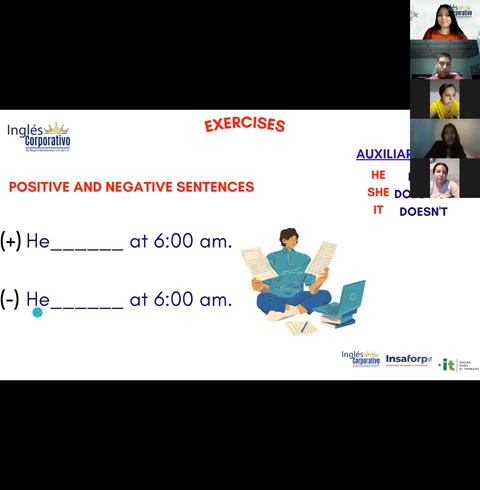 EXERCISES
Inglés
Corporativo
AUXILIAR
HE
POSITIVE AND NEGATIVE SENTENCES
SHE
IT DOESN'T
(+) He______ at 6:00 am.
(-) He______ at 6:00 am.
Inglés
Corporativo
Insaforp
it
INGLÉS
PARA
EL TRABAJO